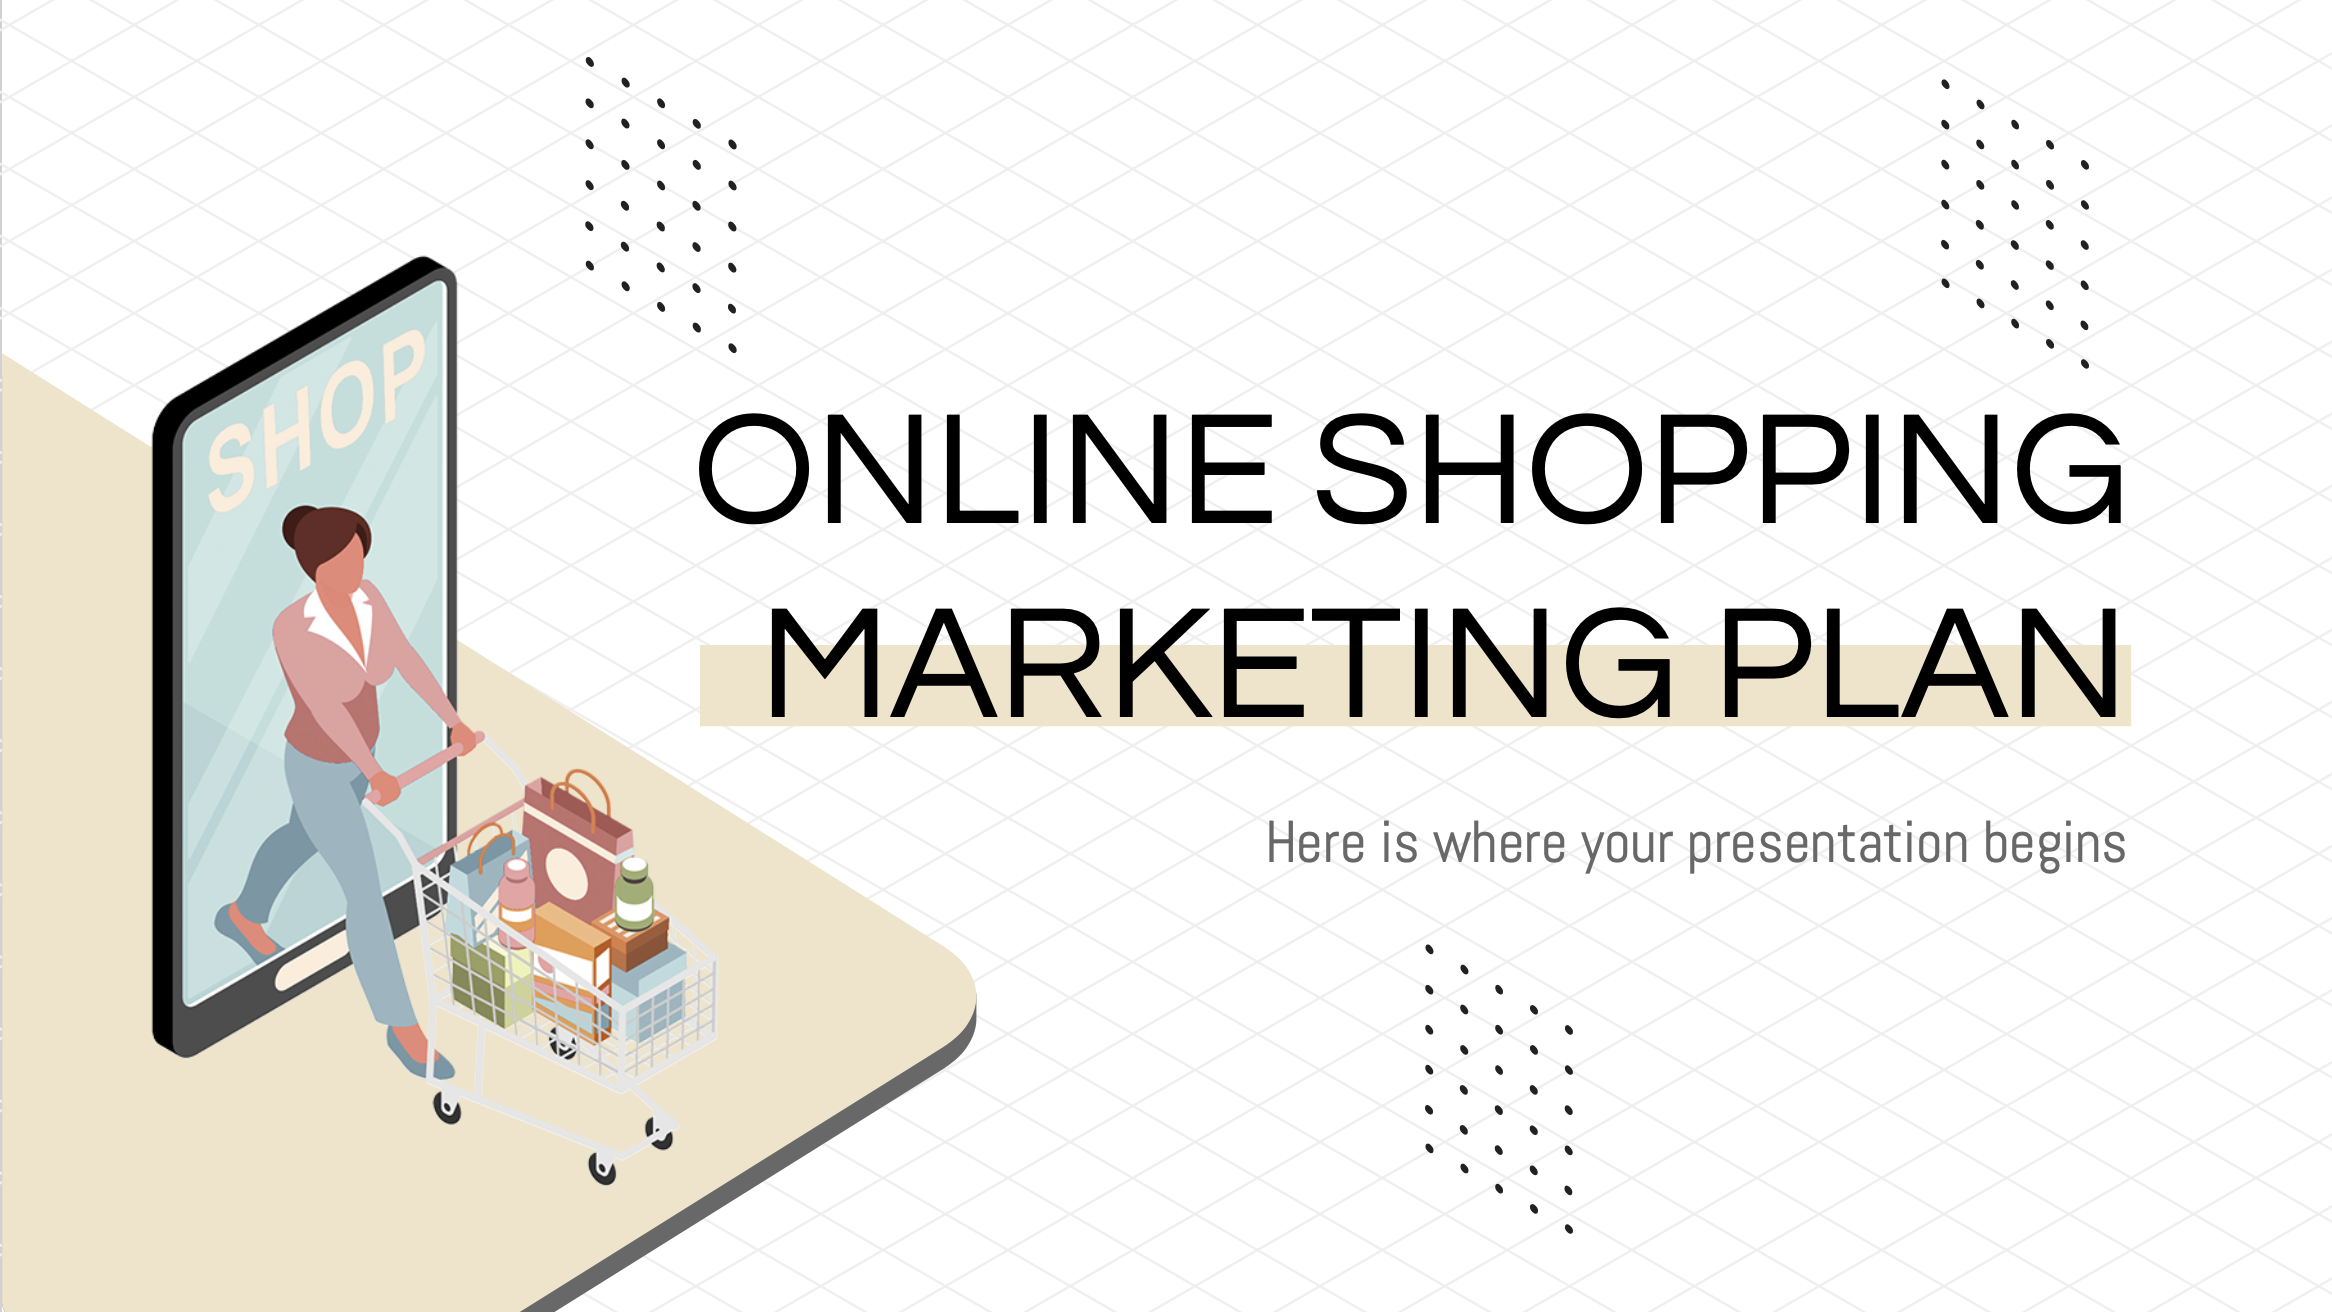 SHOP
ONLINE SHOPPING
MARKETING PLAN
Here is where your presentation begins